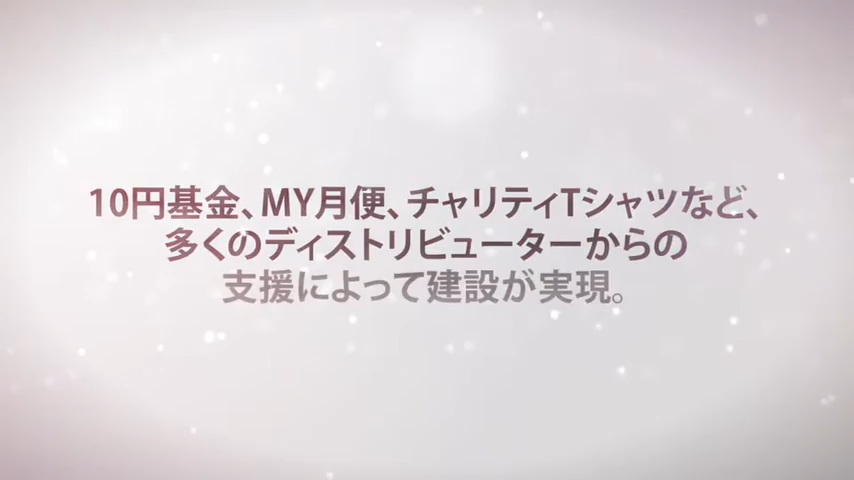 10円基金、MY月便、チャリティTシャツなど、
多くのディストリビューターからの
支援によって建設が実現。